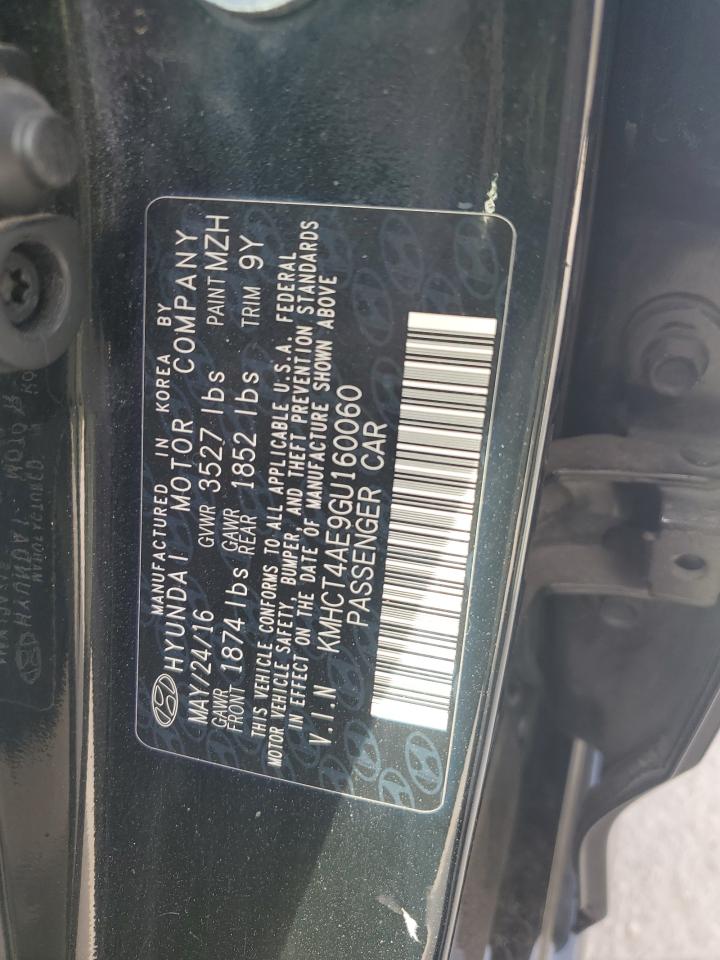 MANUFACTURED IN KOREA BY
HYUNDAI MOTOR COMPANY
MAY/24/16 GVWR 3527 lbs PAINT MZH
GAWR FRONT 1874 lbs GAWR REAR 1852 lbs TRIM 9Y
THIS VEHICLE CONFORMS TO ALL APPLICABLE U.S.A. FEDERAL
MOTOR VEHICLE SAFETY, BUMPER, AND THEFT PREVENTION STANDARDS
IN EFFECT ON THE DATE OF MANUFACTURE SHOWN ABOVE
V.I.N KMHCT4AE9GU160060
PASSENGER CAR